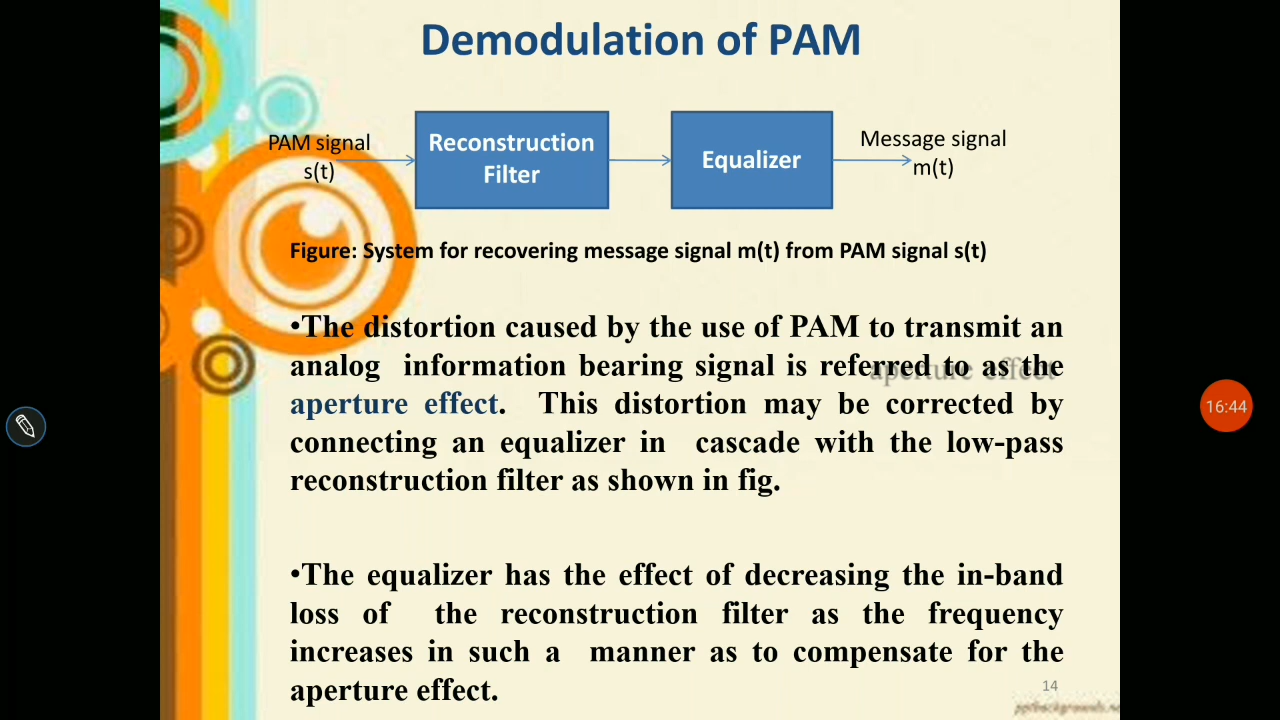 Demodulation of PAM
PAM signal
s(t)
Reconstruction
Filter
Equalizer
Message signal
m(t)
Figure: System for recovering message signal m(t) from PAM signal s(t)
•The distortion caused by the use of PAM to transmit an
analog information bearing signal is referred to as the
aperture effect
aperture effect. This distortion may be corrected by
connecting an equalizer in cascade with the low-pass
reconstruction filter as shown in fig.
16:44
•The equalizer has the effect of decreasing the in-band
loss of the reconstruction filter as the frequency
increases in such a manner as to compensate for the
aperture effect.
14